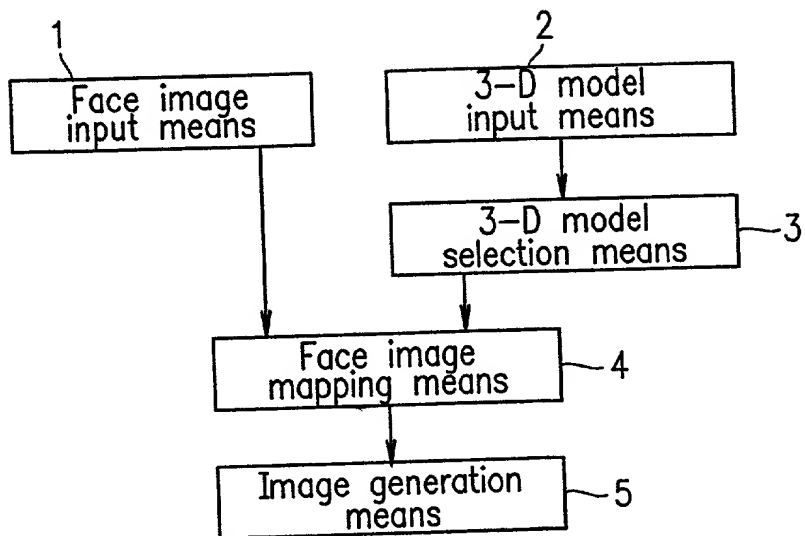 1
Face image
input means
2
3-D model
input means
3-D model
selection means
3
Face image
mapping means
4
Image generation
means
5